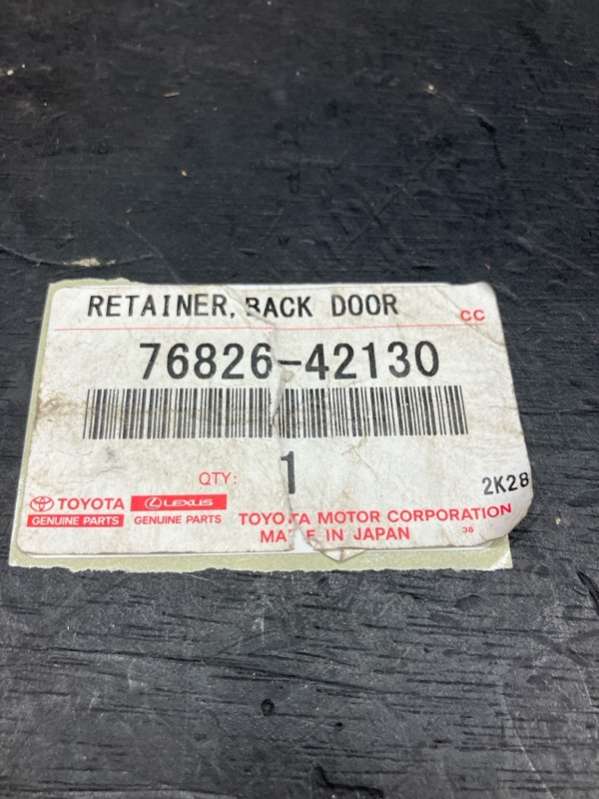 RETAINER, BACK DOOR
CC
76826-42130
QTY: 1
2K28
TOYOTA LEXUS
GENUINE PARTS GENUINE PARTS
TOYOTA MOTOR CORPORATION
MADE IN JAPAN 36